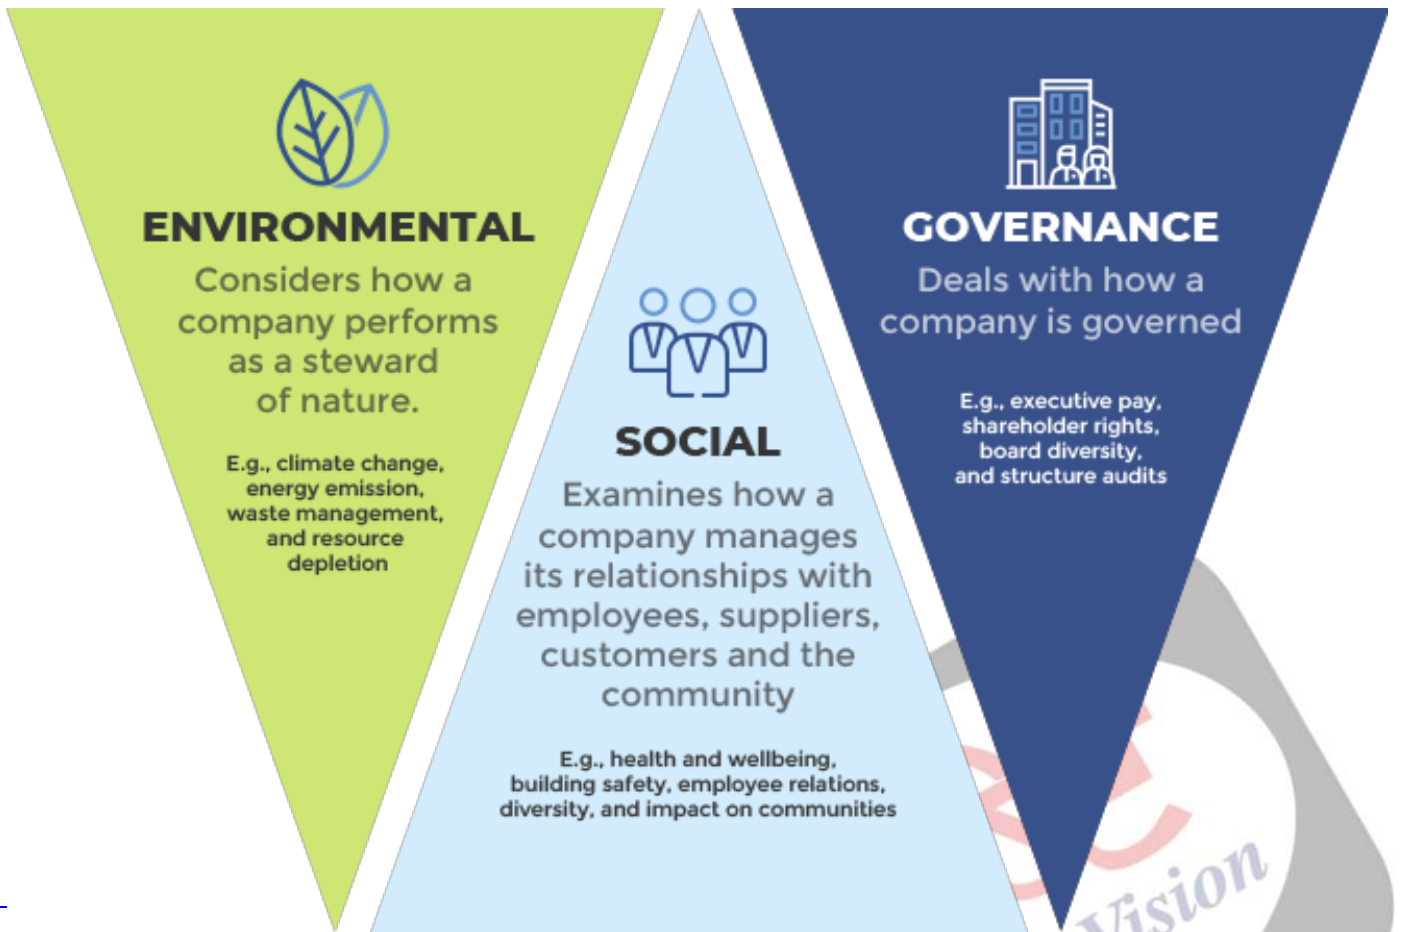 ENVIRONMENTAL
Considers how a
company performs
as a steward
of nature.
E.g., climate change,
energy emission,
waste management,
and resource
depletion
SOCIAL
Examines how a
company manages
its relationships with
employees, suppliers,
customers and the
community
E.g., health and wellbeing,
building safety, employee relations,
diversity, and impact on communities
GOVERNANCE
Deals with how a
company is governed
E.g., executive pay,
shareholder rights,
board diversity,
and structure audits
Vision